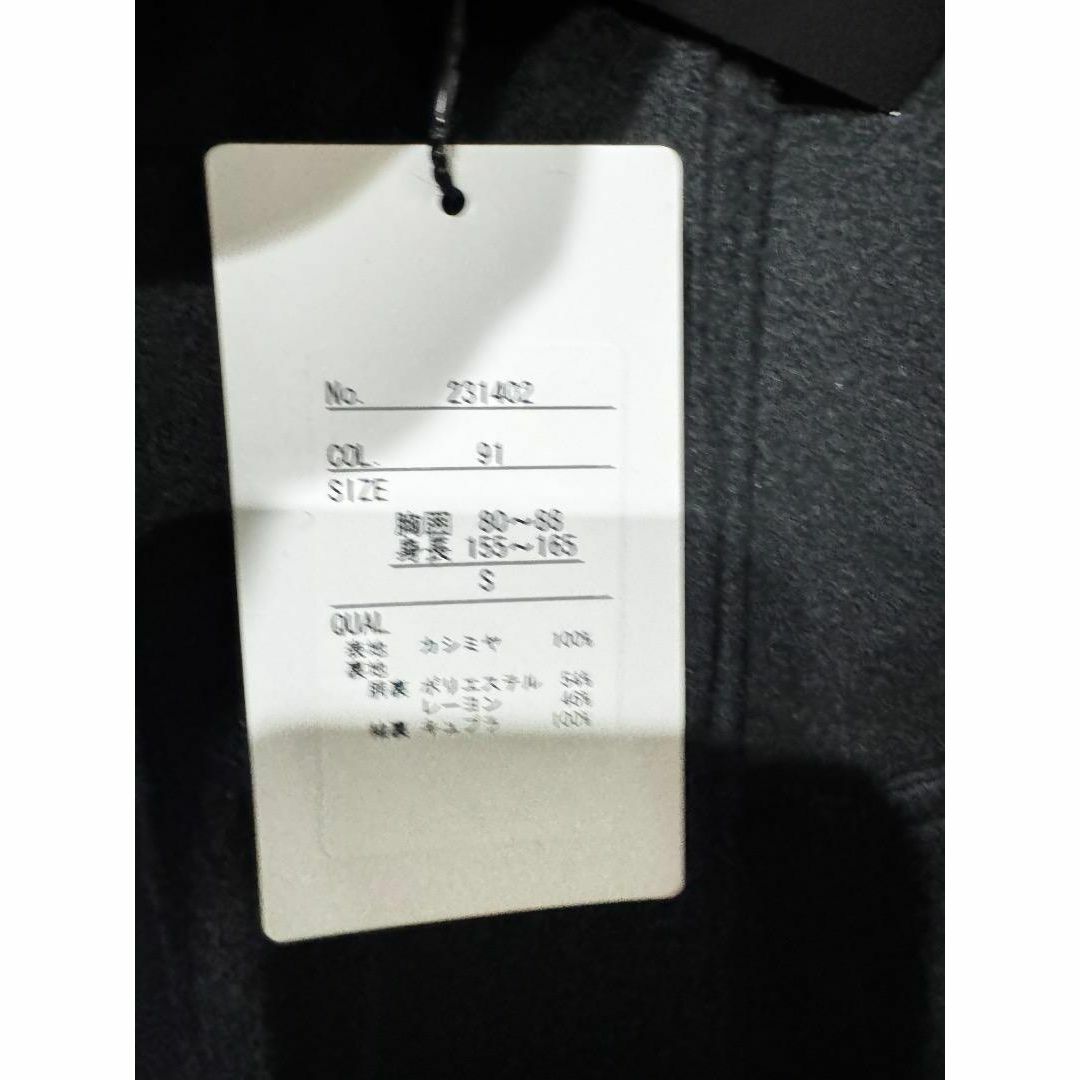 No. 231402
COL. 91
SIZE
胸囲 80～88
身長 155～165
S
QUAL
表地 カシミヤ 100%
裏地
胴裏 ポリエステル 54%
レーヨン 46%
袖裏 キュプラ 100%